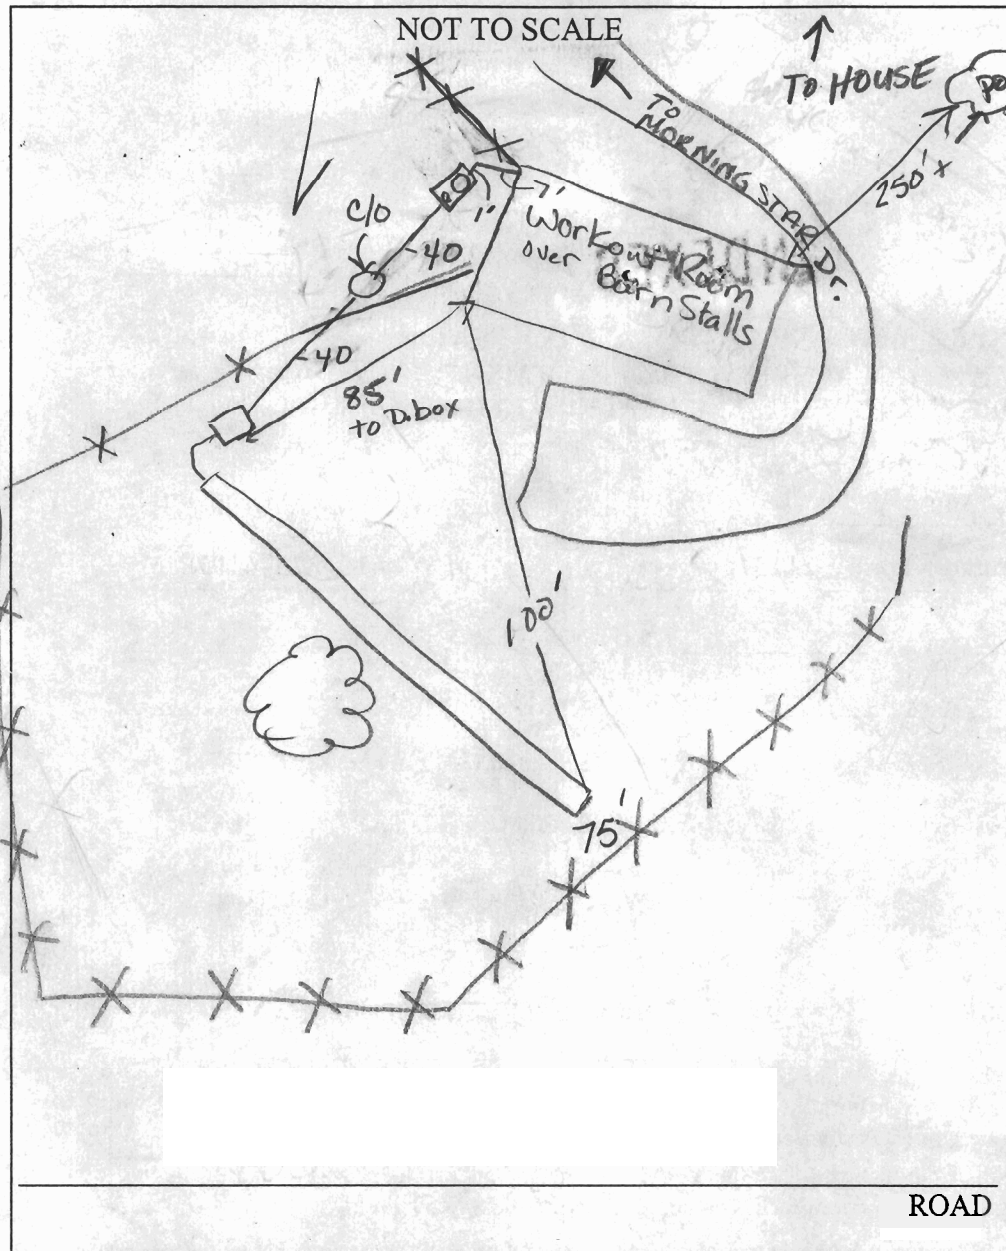 NOT TO SCALE
TO HOUSE
TO
MORNING STAR Dr.
250'
C/O
7'
1'
Workout Room
over Barn Stalls
40
40
85'
to D.box
100'
75'
ROAD